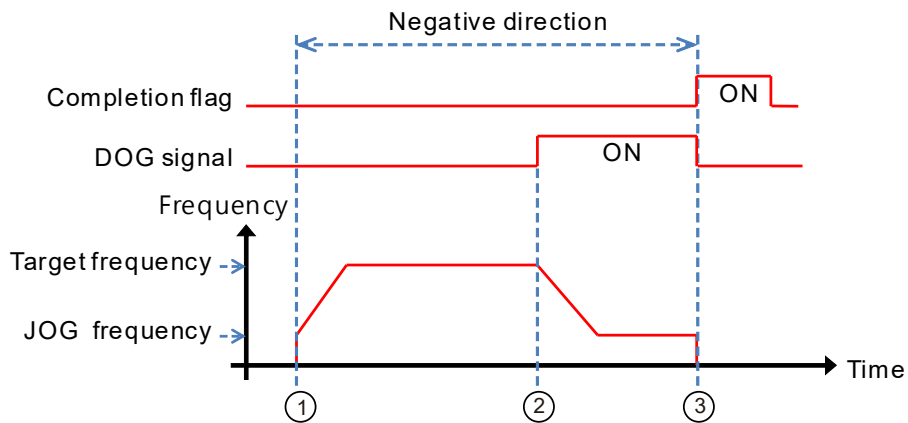 Negative direction
Completion flag
ON
DOG signal
ON
Frequency
Target frequency
JOG frequency
Time
1
2
3